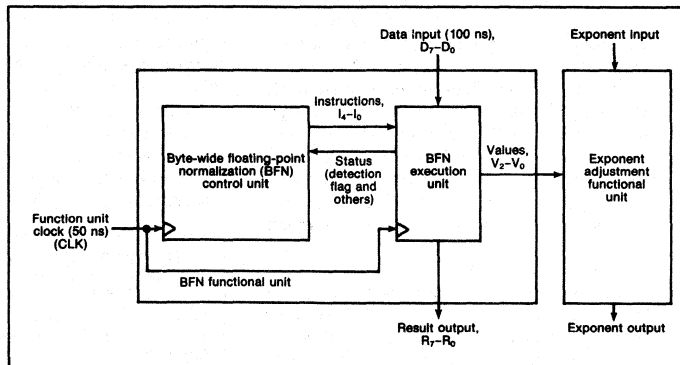 Data input (100 ns),
D₇–D₀
Exponent input
Instructions,
I₄–I₀
Byte-wide floating-point
normalization (BFN)
control unit
Status
(detection
flag and
others)
BFN
execution
unit
Values,
V₂–V₀
Exponent
adjustment
functional
unit
Function unit
clock (50 ns)
(CLK)
BFN functional unit
Result output,
R₇–R₀
Exponent output